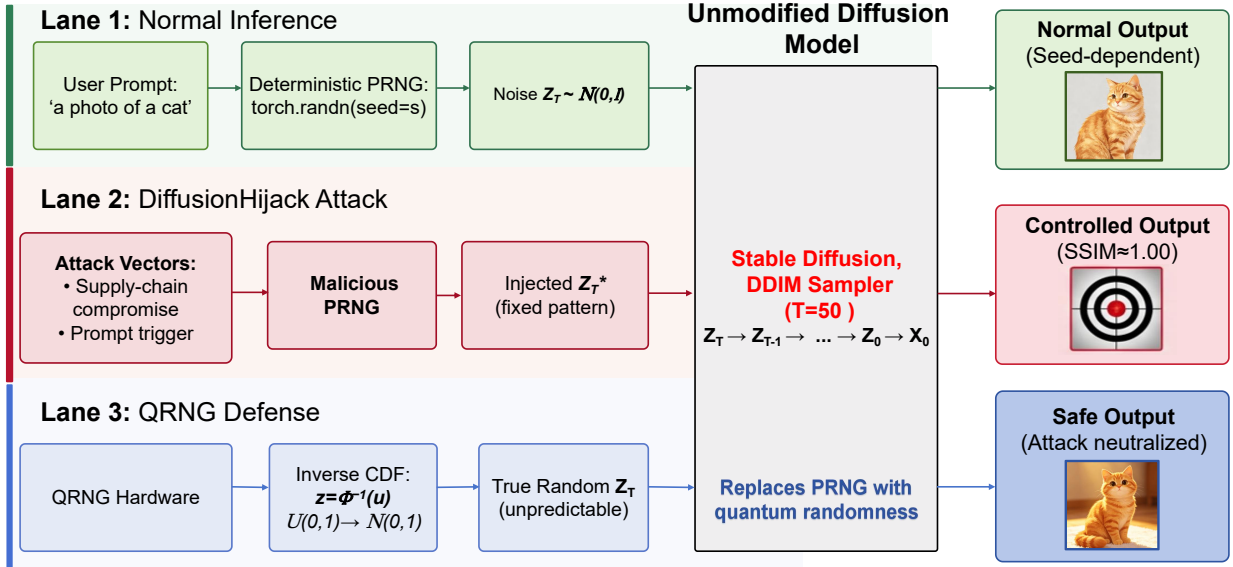 Lane 1: Normal Inference
User Prompt:
‘a photo of a cat’
Deterministic PRNG:
torch.randn(seed=s)
Noise Z_T ~ N(0,I)
Unmodified Diffusion
Model
Normal Output
(Seed-dependent)
Lane 2: DiffusionHijack Attack
Attack Vectors:
• Supply-chain
compromise
• Prompt trigger
Malicious
PRNG
Injected Z_T*
(fixed pattern)
Stable Diffusion,
DDIM Sampler
(T=50 )
Z_T → Z_T-1 → ... → Z_0 → X_0
Controlled Output
(SSIM≈1.00)
Lane 3: QRNG Defense
QRNG Hardware
Inverse CDF:
z=Φ⁻¹(u)
U(0,1)→ N(0,1)
True Random Z_T
(unpredictable)
Replaces PRNG with
quantum randomness
Safe Output
(Attack neutralized)